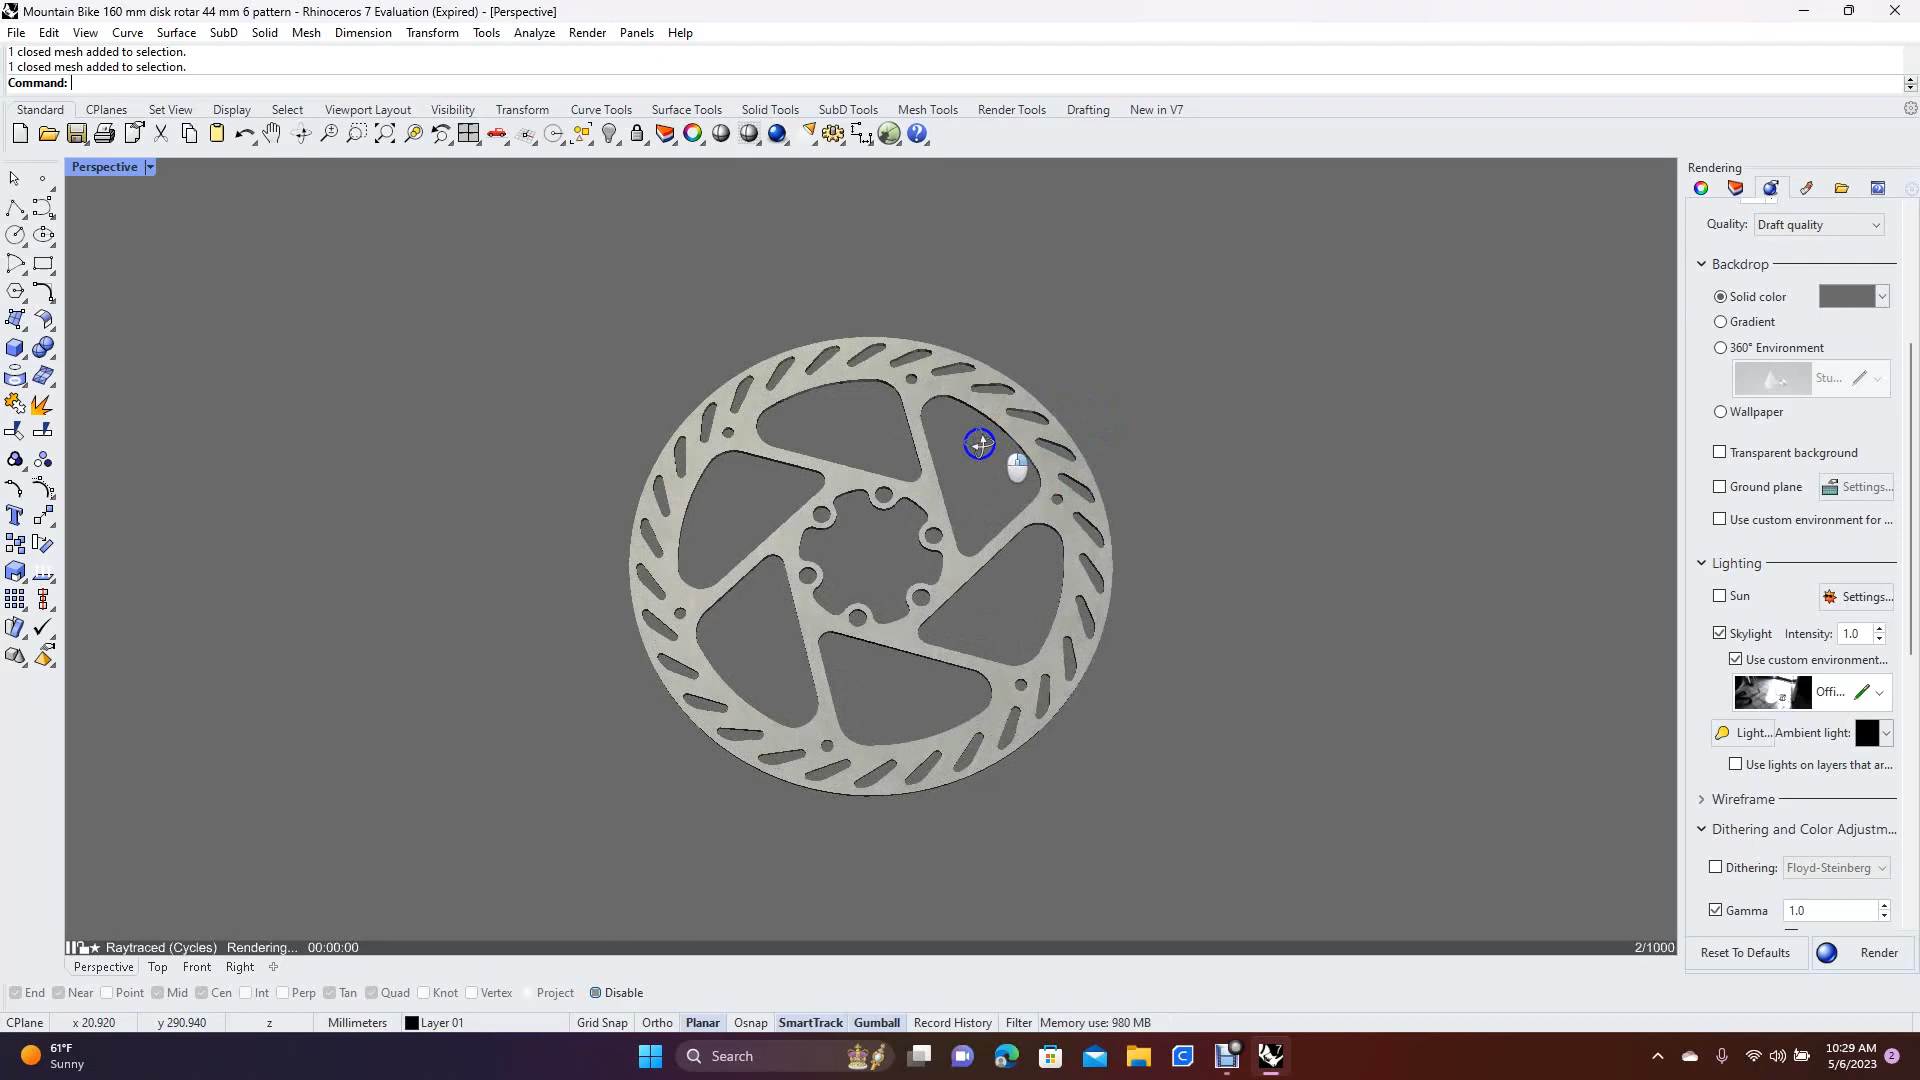 Mountain Bike 160 mm disk rotar 44 mm 6 pattern - Rhinoceros 7 Evaluation (Expired) - [Perspective]
File Edit View Curve Surface SubD Solid Mesh Dimension Transform Tools Analyze Render Panels Help
1 closed mesh added to selection.
1 closed mesh added to selection.
Command:
Standard CPlanes Set View Display Select Viewport Layout Visibility Transform Curve Tools Surface Tools Solid Tools SubD Tools Mesh Tools Render Tools Drafting New in V7
Perspective
Rendering
Quality: Draft quality
Backdrop
Solid color
Gradient
360° Environment
Stu...
Wallpaper
Transparent background
Ground plane Settings...
Use custom environment for ...
Lighting
Sun Settings...
Skylight Intensity: 1.0
Use custom environment...
Offi...
Light... Ambient light:
Use lights on layers that ar...
Wireframe
Dithering and Color Adjustm...
Dithering: Floyd-Steinberg
Gamma 1.0
Reset To Defaults Render
Raytraced (Cycles) Rendering... 00:00:00 2/1000
Perspective Top Front Right
End Near Point Mid Cen Int Perp Tan Quad Knot Vertex Project Disable
CPlane x 20.920 y 290.940 z Millimeters Layer 01 Grid Snap Ortho Planar Osnap SmartTrack Gumball Record History Filter Memory use: 980 MB
61°F
Sunny
Search
10:29 AM
5/6/2023
2